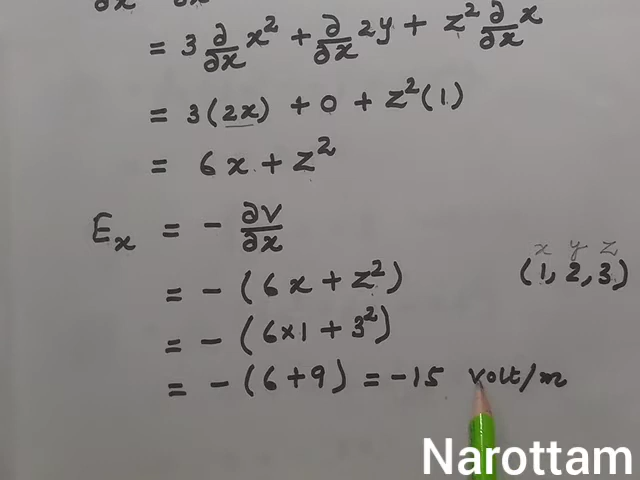 ∂x ∂x
= 3 ∂/∂x x² + ∂/∂x 2y + z² ∂/∂x x
= 3(2x) + 0 + z²(1)
= 6x + z²
Eₓ = - ∂V/∂x
= - (6x + z²)
x y z
(1, 2, 3)
= - (6×1 + 3²)
= - (6+9) = -15 volt/m
Narottam